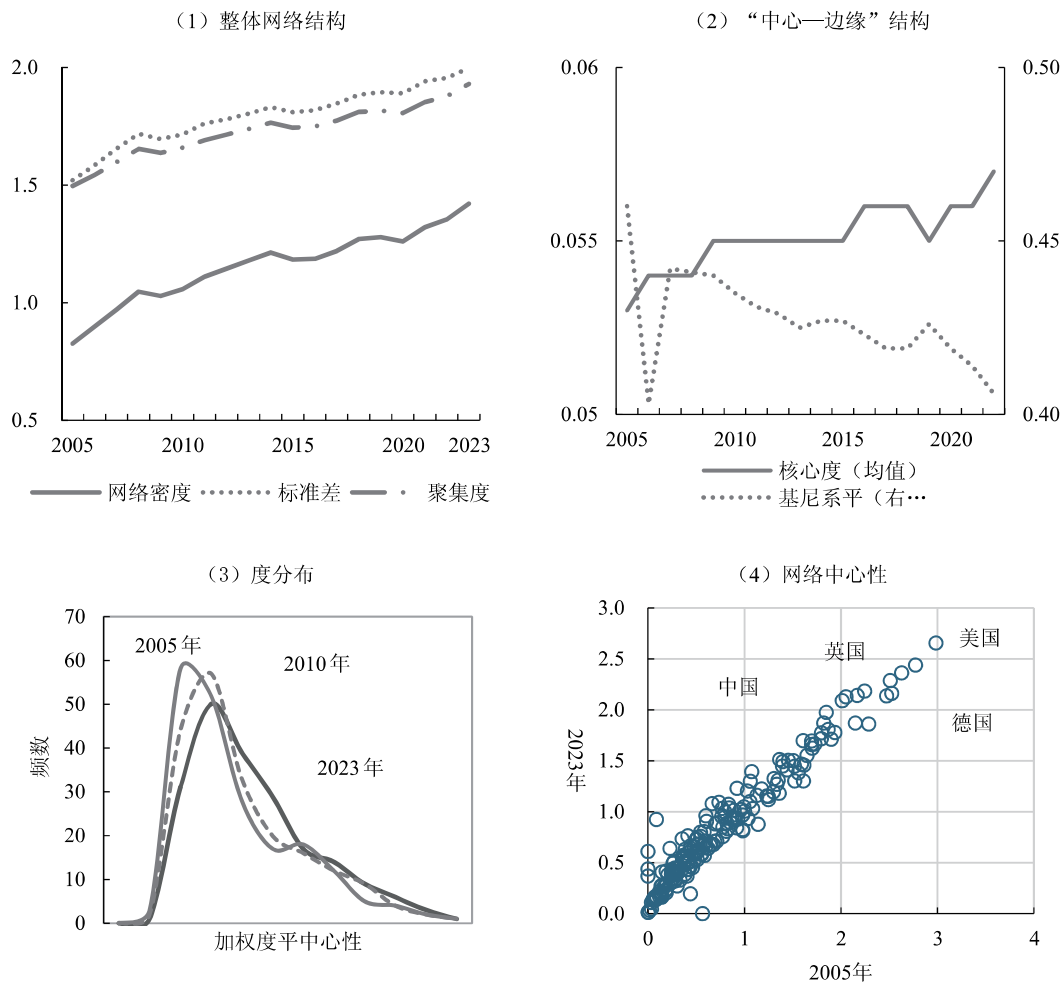 （1）整体网络结构
2.0
1.5
1.0
0.5
2005 2010 2015 2020 2023
网络密度 标准差 聚集度
（2）“中心—边缘”结构
0.06 0.50
0.055 0.45
0.05 0.40
2005 2010 2015 2020
核心度（均值）
基尼系平（右…
（3）度分布
70
60
50
40
30
20
10
0
频数
2005年
2010年
2023年
加权度平中心性
（4）网络中心性
3.0
2.5
2.0
1.5
1.0
0.5
0.0
2023年
美国
英国
中国
德国
0 1 2 3 4
2005年